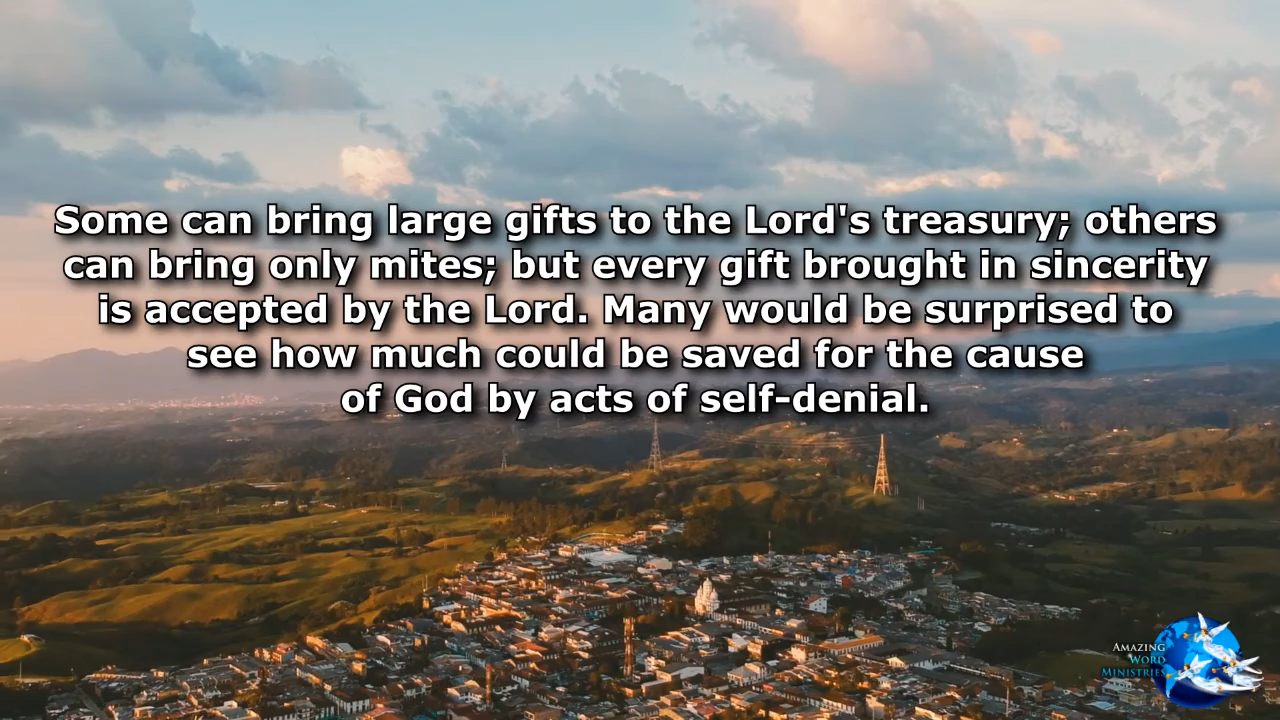 Some can bring large gifts to the Lord's treasury; others
can bring only mites; but every gift brought in sincerity
is accepted by the Lord. Many would be surprised to
see how much could be saved for the cause
of God by acts of self-denial.
Amazing
Word
Ministries